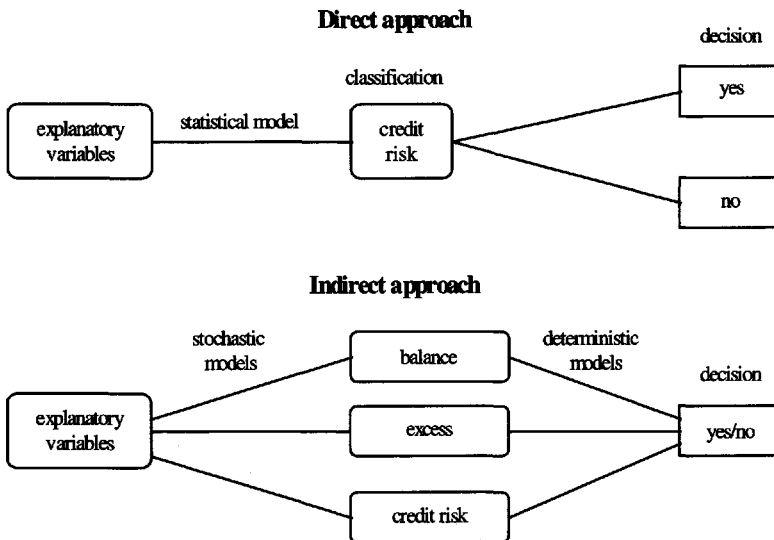 Direct approach
decision
classification
yes
explanatory
variables
statistical model
credit
risk
no
Indirect approach
stochastic
models
balance
deterministic
models
decision
explanatory
variables
excess
yes/no
credit risk